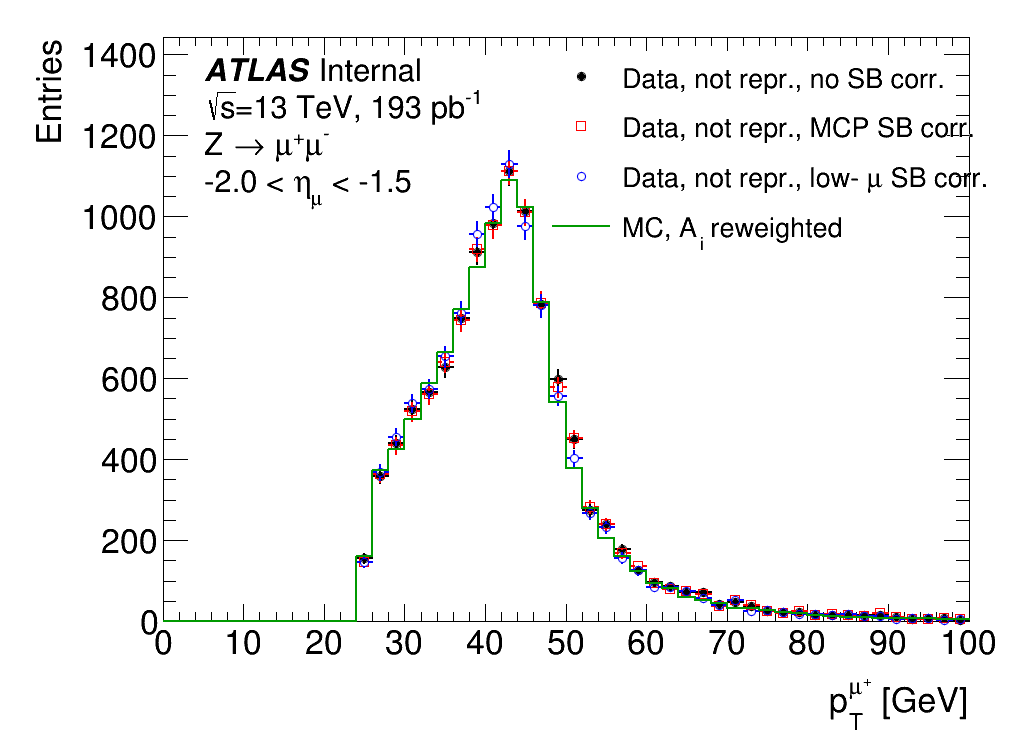 Entries
1400
1200
1000
800
600
400
200
0
ATLAS Internal
√s=13 TeV, 193 pb⁻¹
Z → μ⁺μ⁻
-2.0 < η_μ < -1.5
Data, not repr., no SB corr.
Data, not repr., MCP SB corr.
Data, not repr., low- μ SB corr.
MC, A_i reweighted
0 10 20 30 40 50 60 70 80 90 100
p_T^{μ⁺} [GeV]